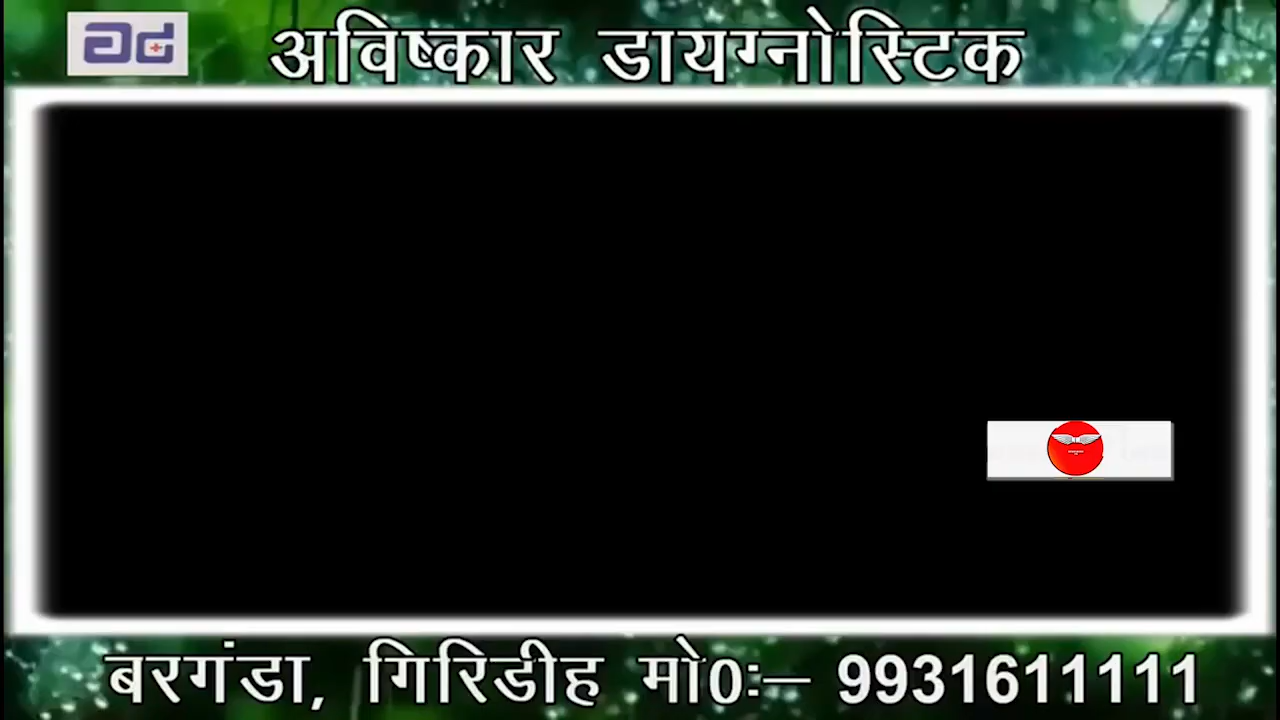 ad
अविष्कार डायग्नोस्टिक
बरगंडा, गिरिडीह मो0ः– 9931611111